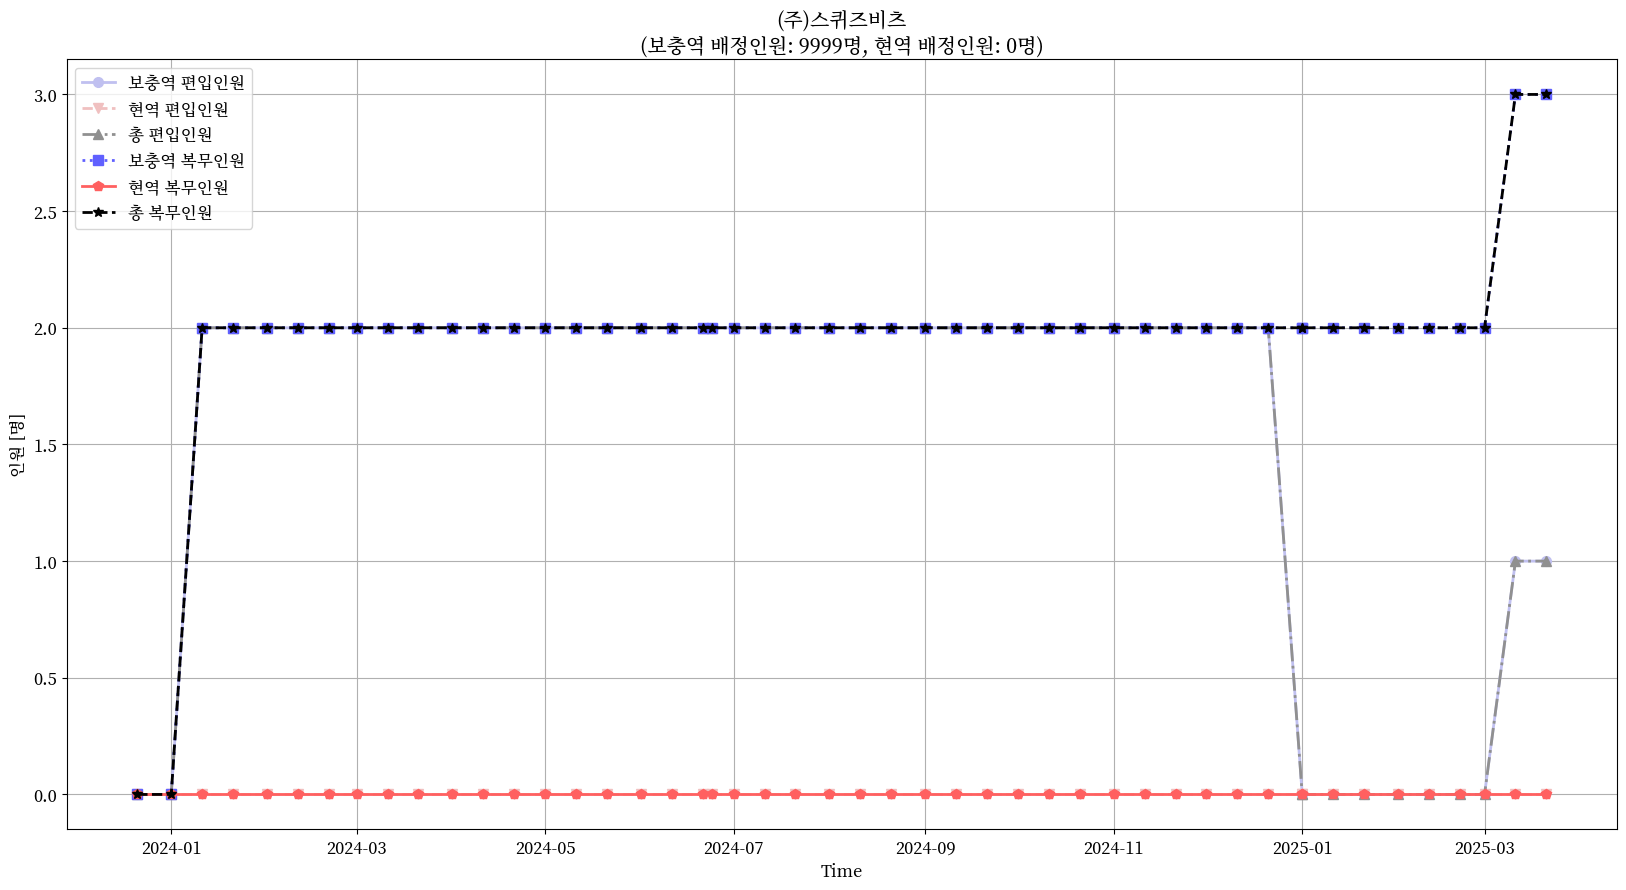 (주)스퀴즈비츠
(보충역 배정인원: 9999명, 현역 배정인원: 0명)
보충역 편입인원
현역 편입인원
총 편입인원
보충역 복무인원
현역 복무인원
총 복무인원
3.0
2.5
2.0
1.5
1.0
0.5
0.0
인원 [명]
2024-01 2024-03 2024-05 2024-07 2024-09 2024-11 2025-01 2025-03
Time